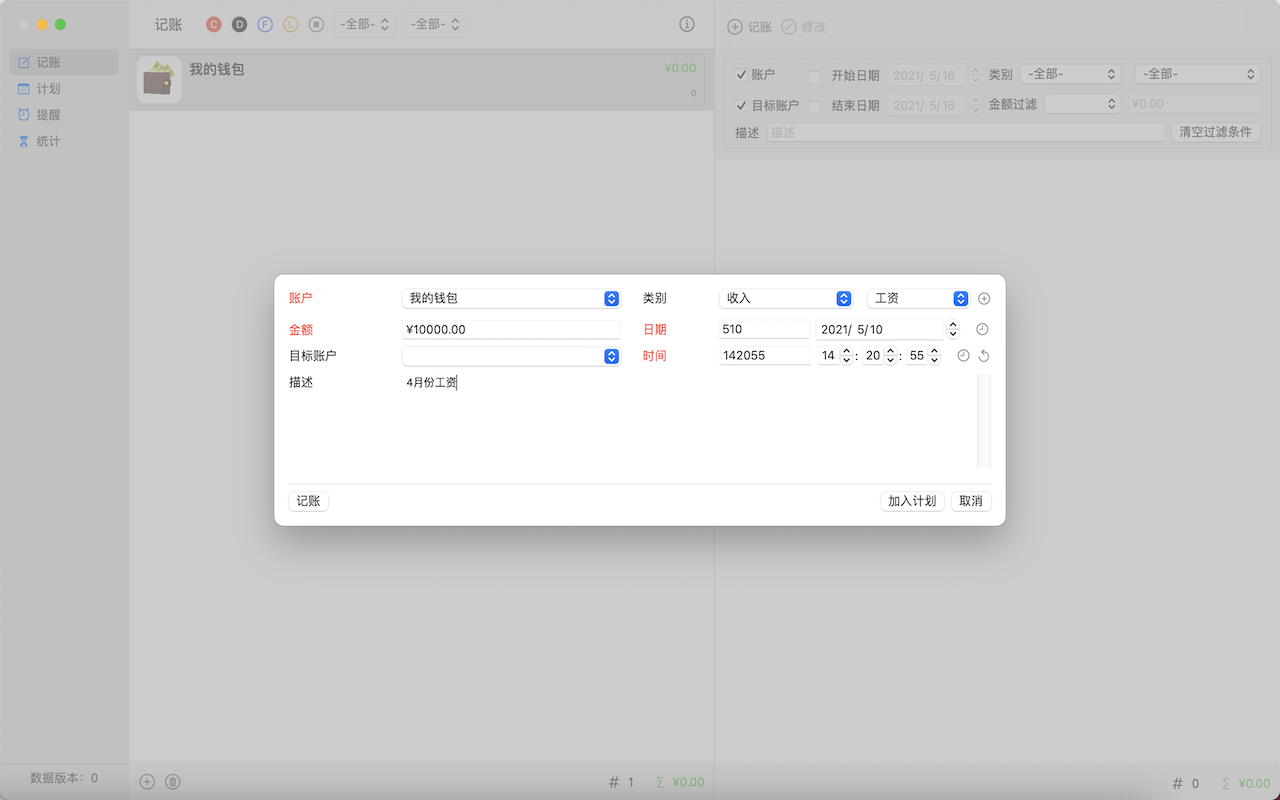 记账
计划
提醒
统计
数据版本：0
记账 C D F L -全部- -全部-
我的钱包 ¥0.00
0
# 1 Σ ¥0.00
记账 修改
账户 开始日期 2021/ 5/16 类别 -全部- -全部-
目标账户 结束日期 2021/ 5/16 金额过滤 ¥0.00
描述 描述 清空过滤条件
# 0 Σ ¥0.00
账户 我的钱包 类别 收入 工资
金额 ¥10000.00 日期 510 2021/ 5/10
目标账户 时间 142055 14 : 20 : 55
描述 4月份工资
记账 加入计划 取消